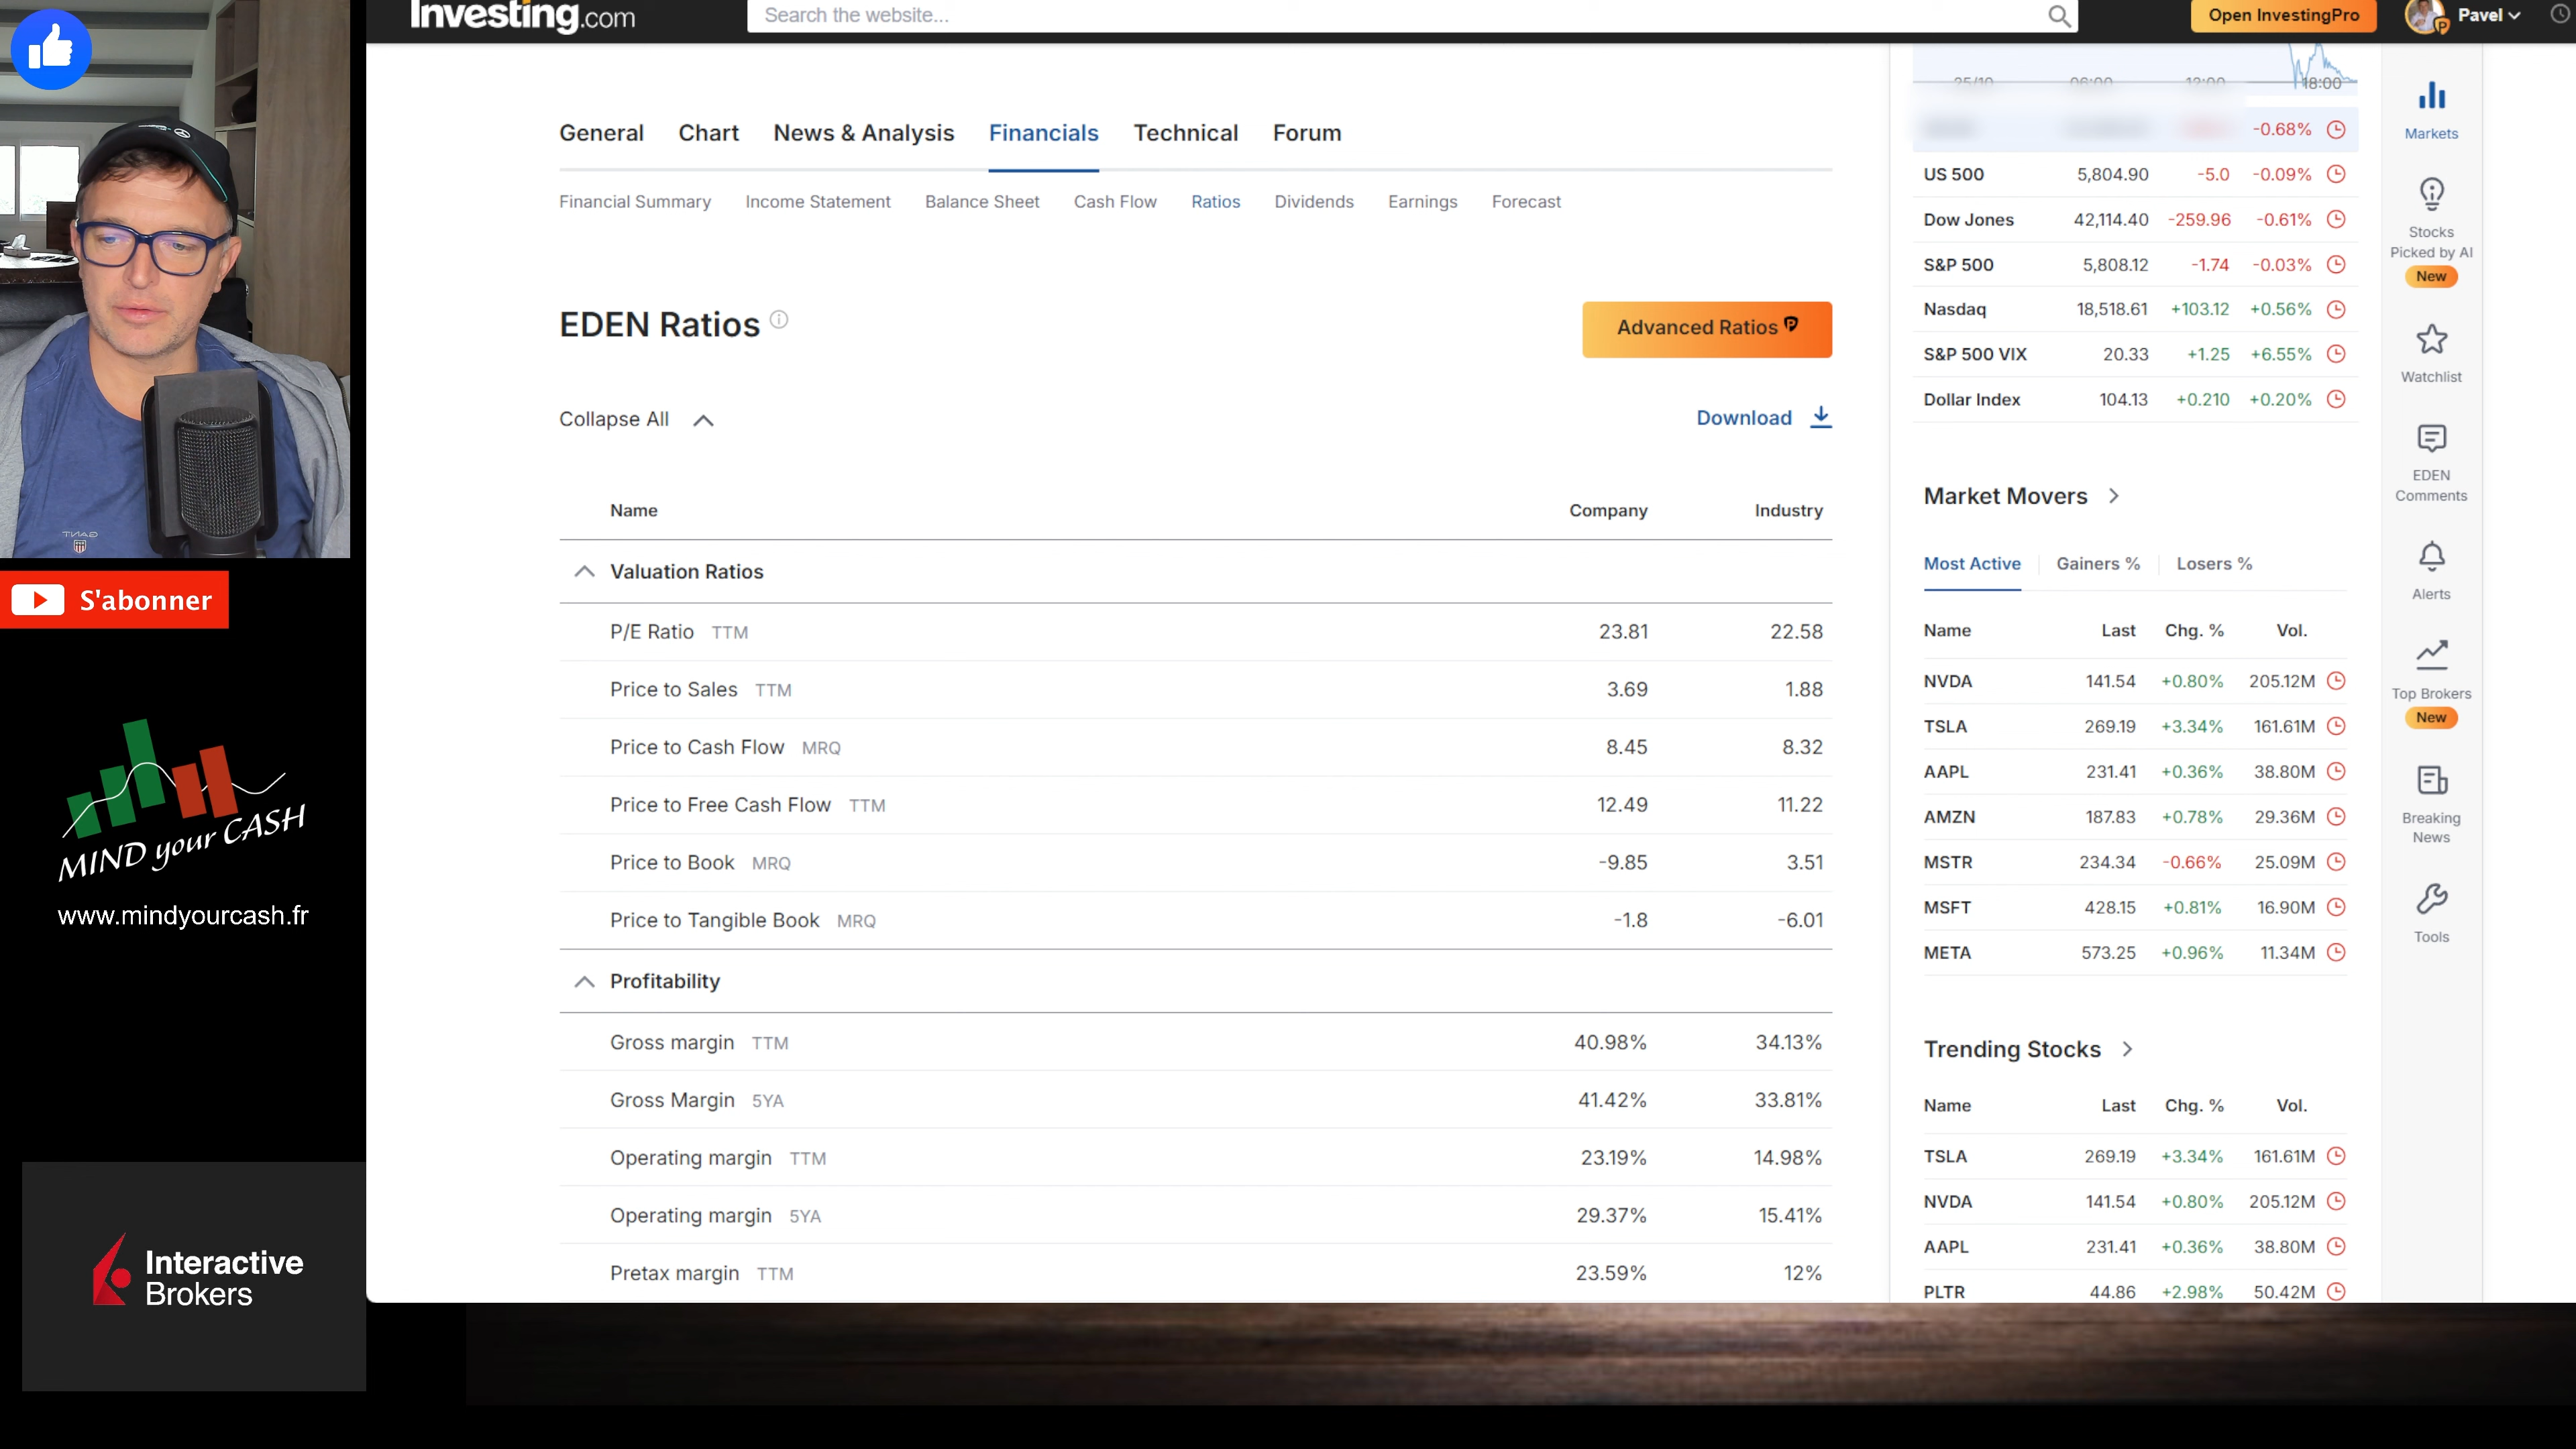 Investing.com
Search the website...
Open InvestingPro
Pavel
General Chart News & Analysis Financials Technical Forum
Financial Summary Income Statement Balance Sheet Cash Flow Ratios Dividends Earnings Forecast
EDEN Ratios
Advanced Ratios
Collapse All
Download
Name Company Industry
Valuation Ratios
P/E Ratio TTM 23.81 22.58
Price to Sales TTM 3.69 1.88
Price to Cash Flow MRQ 8.45 8.32
Price to Free Cash Flow TTM 12.49 11.22
Price to Book MRQ -9.85 3.51
Price to Tangible Book MRQ -1.8 -6.01
Profitability
Gross margin TTM 40.98% 34.13%
Gross Margin 5YA 41.42% 33.81%
Operating margin TTM 23.19% 14.98%
Operating margin 5YA 29.37% 15.41%
Pretax margin TTM 23.59% 12%
25/10 06:00 12:00 18:00
-0.68%
US 500 5,804.90 -5.0 -0.09%
Dow Jones 42,114.40 -259.96 -0.61%
S&P 500 5,808.12 -1.74 -0.03%
Nasdaq 18,518.61 +103.12 +0.56%
S&P 500 VIX 20.33 +1.25 +6.55%
Dollar Index 104.13 +0.210 +0.20%
Market Movers
Most Active Gainers % Losers %
Name Last Chg. % Vol.
NVDA 141.54 +0.80% 205.12M
TSLA 269.19 +3.34% 161.61M
AAPL 231.41 +0.36% 38.80M
AMZN 187.83 +0.78% 29.36M
MSTR 234.34 -0.66% 25.09M
MSFT 428.15 +0.81% 16.90M
META 573.25 +0.96% 11.34M
Trending Stocks
Name Last Chg. % Vol.
TSLA 269.19 +3.34% 161.61M
NVDA 141.54 +0.80% 205.12M
AAPL 231.41 +0.36% 38.80M
PLTR 44.86 +2.98% 50.42M
Markets
Stocks
Picked by AI
New
Watchlist
EDEN
Comments
Alerts
Top Brokers
New
Breaking
News
Tools
GANT
S'abonner
MIND your CASH
www.mindyourcash.fr
Interactive
Brokers